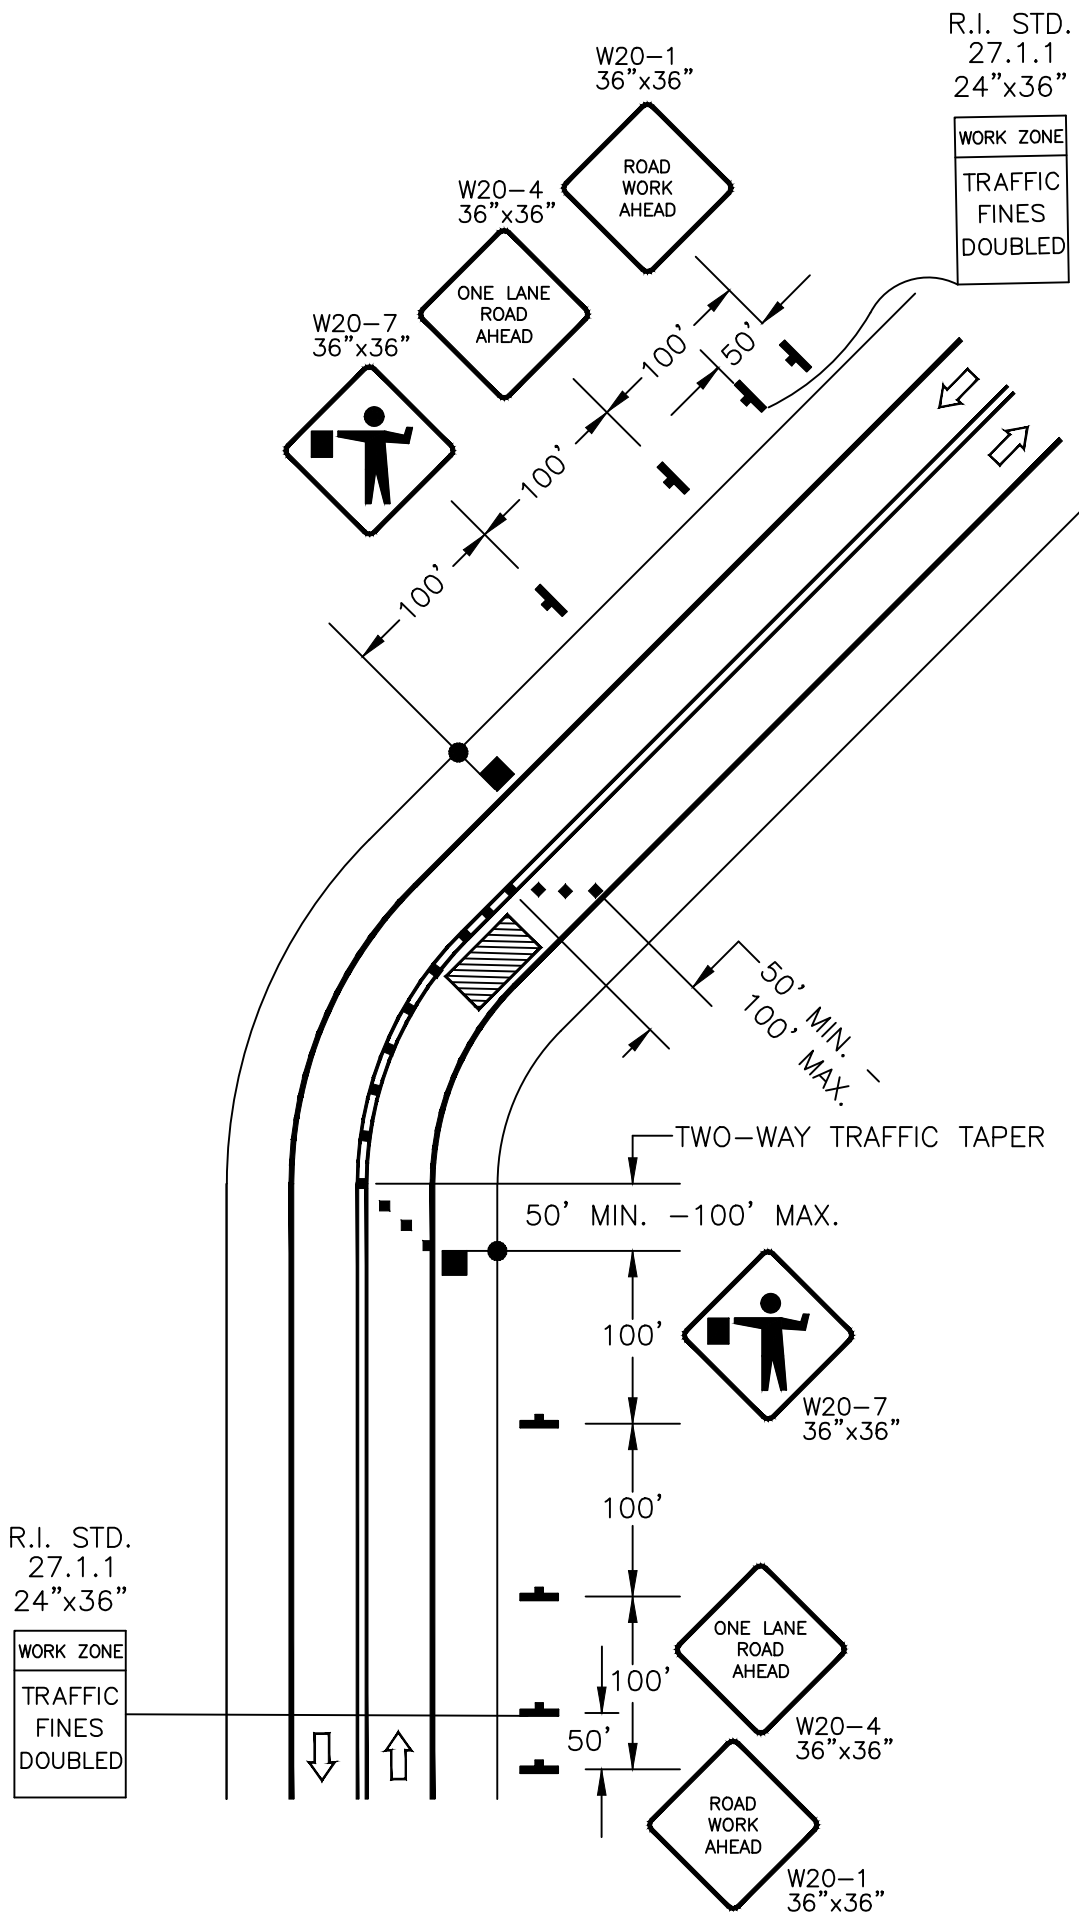 R.I. STD.
27.1.1
24"x36"
WORK ZONE
TRAFFIC
FINES
DOUBLED
W20-1
36"x36"
ROAD
WORK
AHEAD
W20-4
36"x36"
ONE LANE
ROAD
AHEAD
W20-7
36"x36"
100'
50'
100'
100'
50' MIN. -
100' MAX.
TWO-WAY TRAFFIC TAPER
50' MIN. -100' MAX.
100'
W20-7
36"x36"
100'
R.I. STD.
27.1.1
24"x36"
WORK ZONE
TRAFFIC
FINES
DOUBLED
ONE LANE
ROAD
AHEAD
100'
W20-4
36"x36"
50'
ROAD
WORK
AHEAD
W20-1
36"x36"